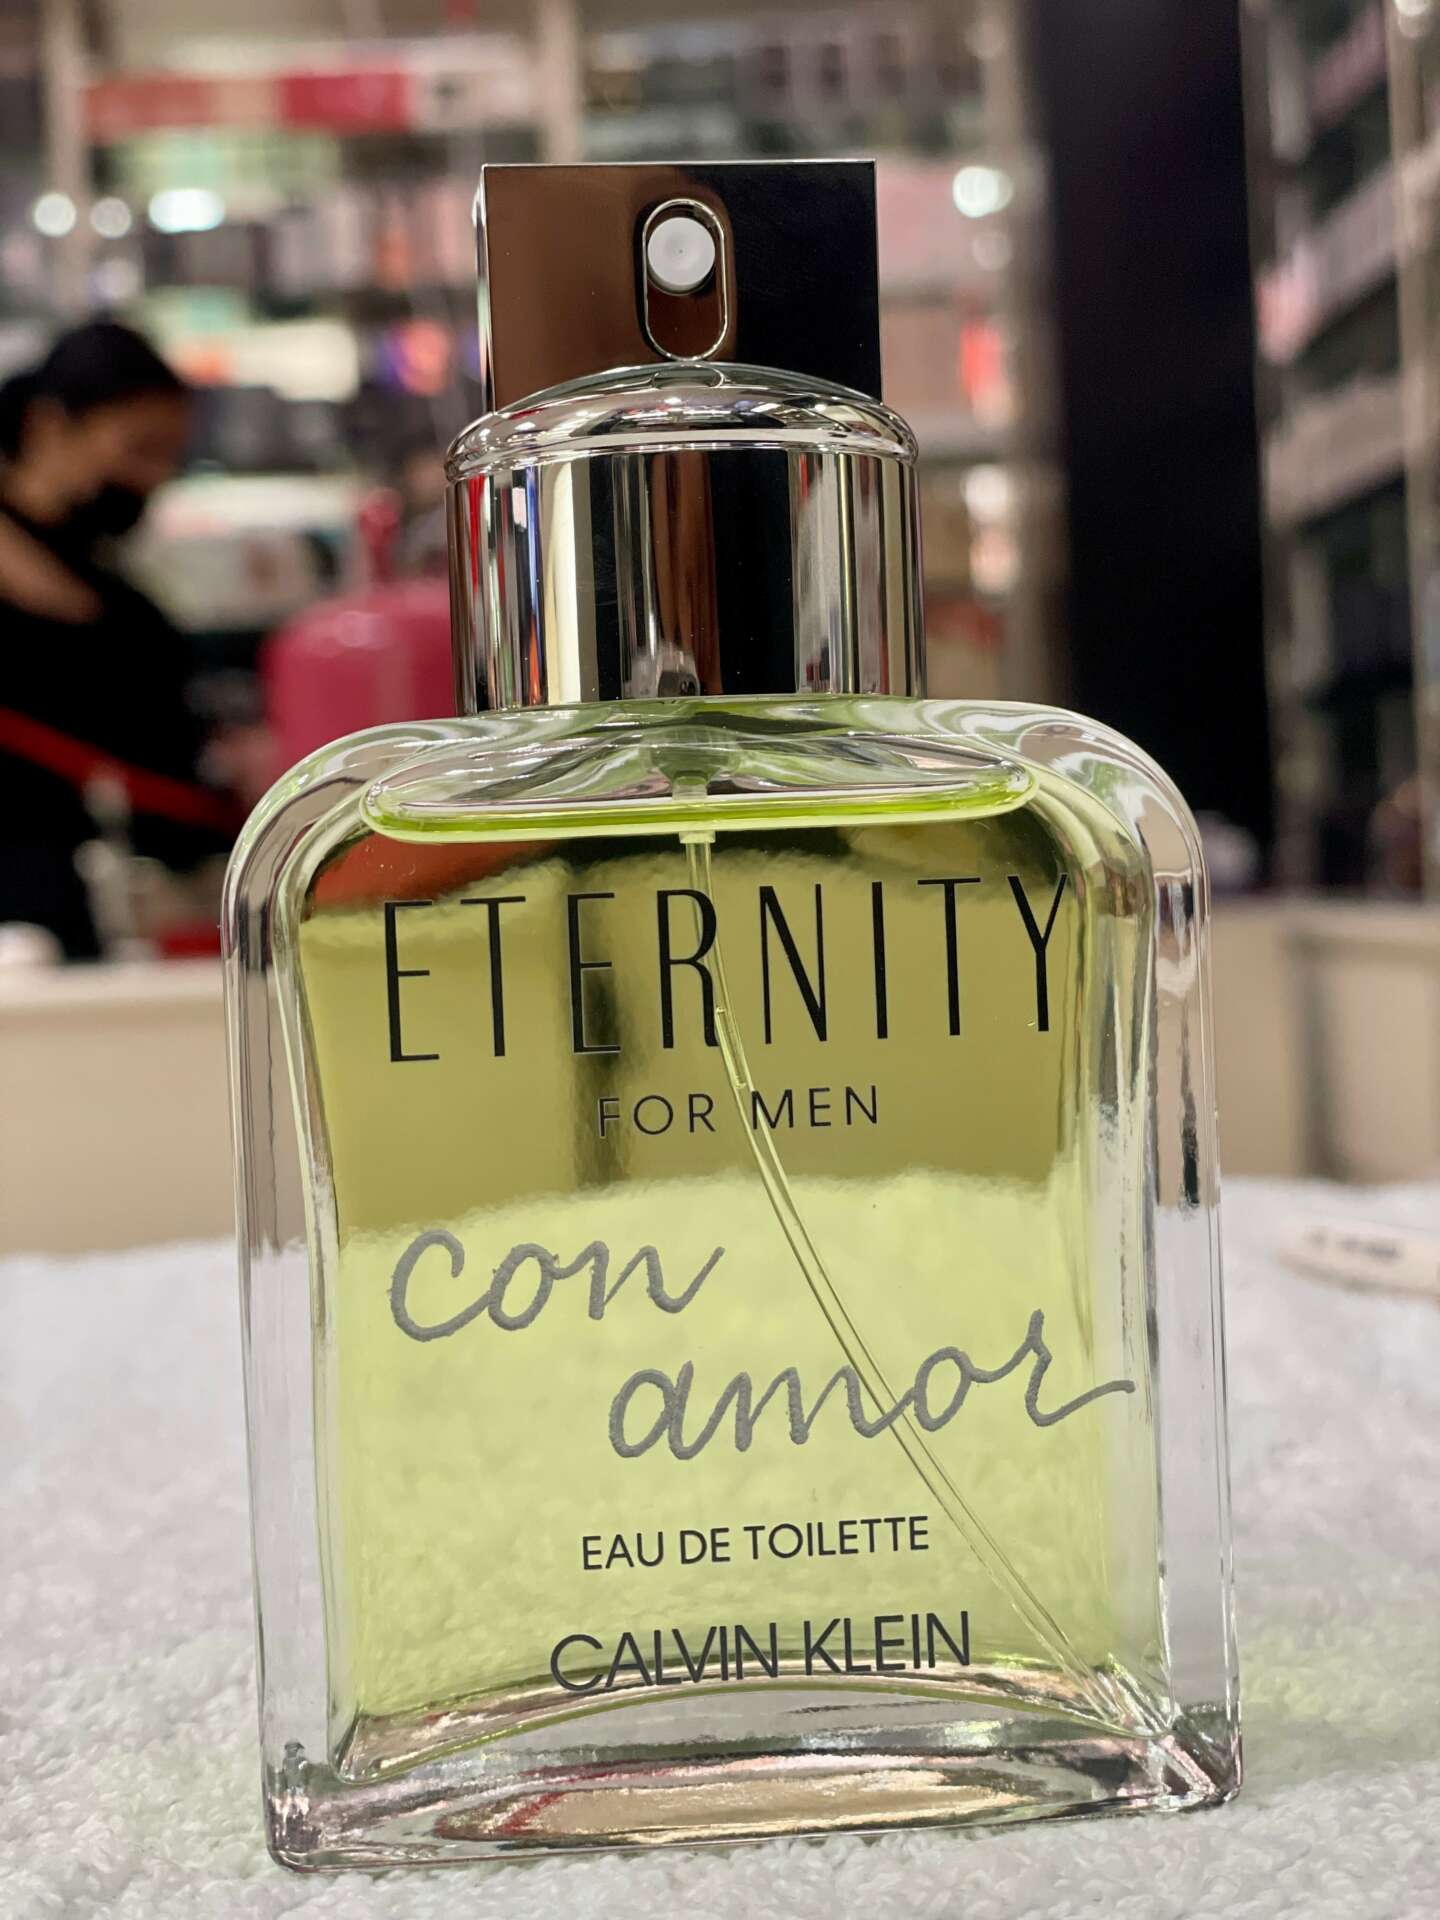 ETERNITY
FOR MEN
con
amor
EAU DE TOILETTE
CALVIN KLEIN